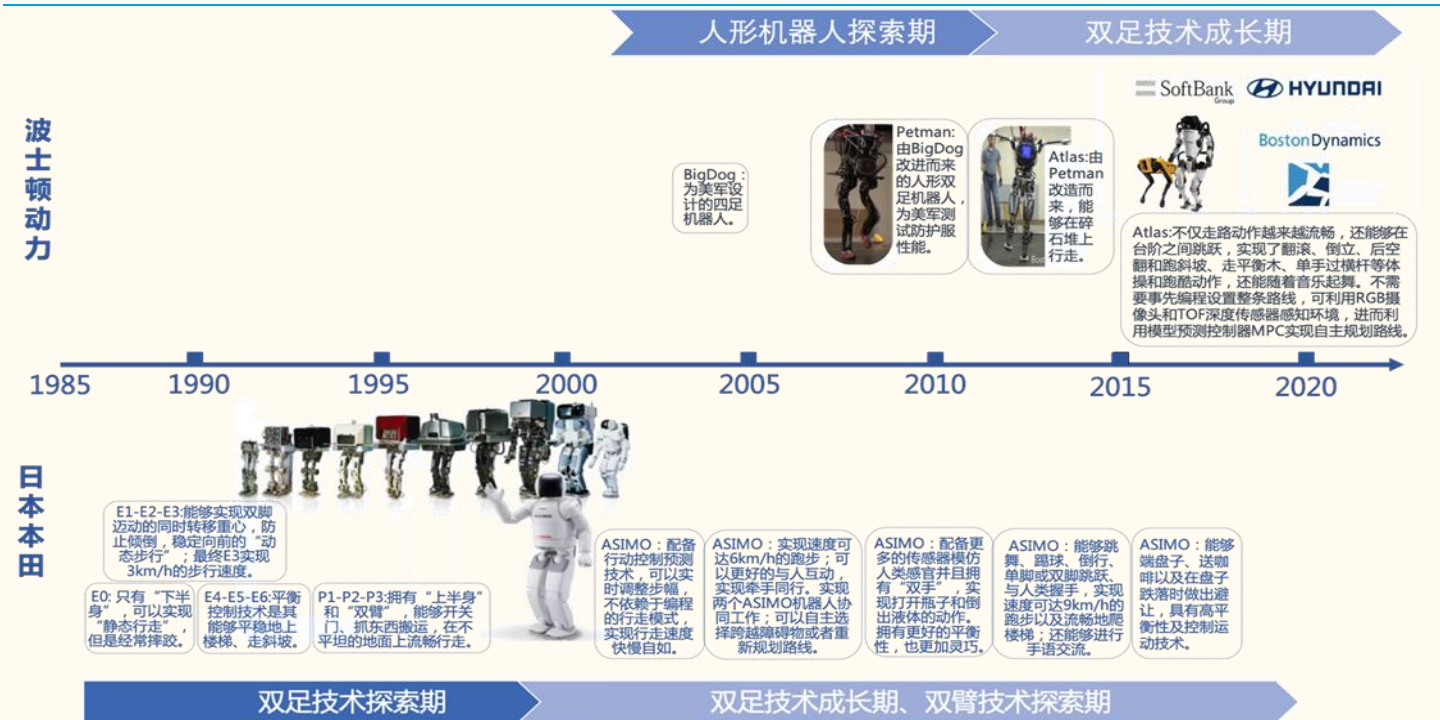 人形机器人探索期
双足技术成长期
波士顿动力
SoftBank
Group
HYUNDAI
Boston Dynamics
BigDog：
为美军设
计的四足
机器人。
Petman:
由BigDog
改进而来
的人形双
足机器人，
为美军测
试防护服
性能。
Atlas:由
Petman
改造而
来，能
够在碎
石堆上
行走。
Atlas:不仅走路动作越来越流畅，还能够在
台阶之间跳跃，实现了翻滚、倒立、后空
翻和跑斜坡、走平衡木、单手过横杆等体
操和跑酷动作，还能随着音乐起舞。不需
要事先编程设置整条路线，可利用RGB摄
像头和TOF深度传感器感知环境，进而利
用模型预测控制器MPC实现自主规划路线。
1985
1990
1995
2000
2005
2010
2015
2020
日本本田
E1-E2-E3:能够实现双脚
迈动的同时转移重心，防
止倾倒，稳定向前的“动
态步行”；最终E3实现
3km/h的步行速度。
E0: 只有“下半
身”，可以实现
“静态行走”，
但是经常摔跤。
E4-E5-E6:平衡
控制技术是其
能够平稳地上
楼梯、走斜坡。
P1-P2-P3:拥有“上半身”
和“双臂”，能够开关
门、抓东西搬运，在不
平坦的地面上流畅行走。
ASIMO：配备
行动控制预测
技术，可以实
时调整步幅，
不依赖于编程
的行走模式，
实现行走速度
快慢自如。
ASIMO：实现速度可
达6km/h的跑步；可
以更好的与人互动，
实现牵手同行。实现
两个ASIMO机器人协
同工作；可以自主选
择跨越障碍物或者重
新规划路线。
ASIMO：配备更
多的传感器模仿
人类感官并且拥
有“双手”，实
现打开瓶子和倒
出液体的动作。
拥有更好的平衡
性，也更加灵巧。
ASIMO：能够跳
舞、踢球、倒行、
单脚或双脚跳跃、
与人类握手，实现
速度可达9km/h的
跑步以及流畅地爬
楼梯；还能够进行
手语交流。
ASIMO：能够
端盘子、送咖
啡以及在盘子
跌落时做出避
让，具有高平
衡性及控制运
动技术。
双足技术探索期
双足技术成长期、双臂技术探索期